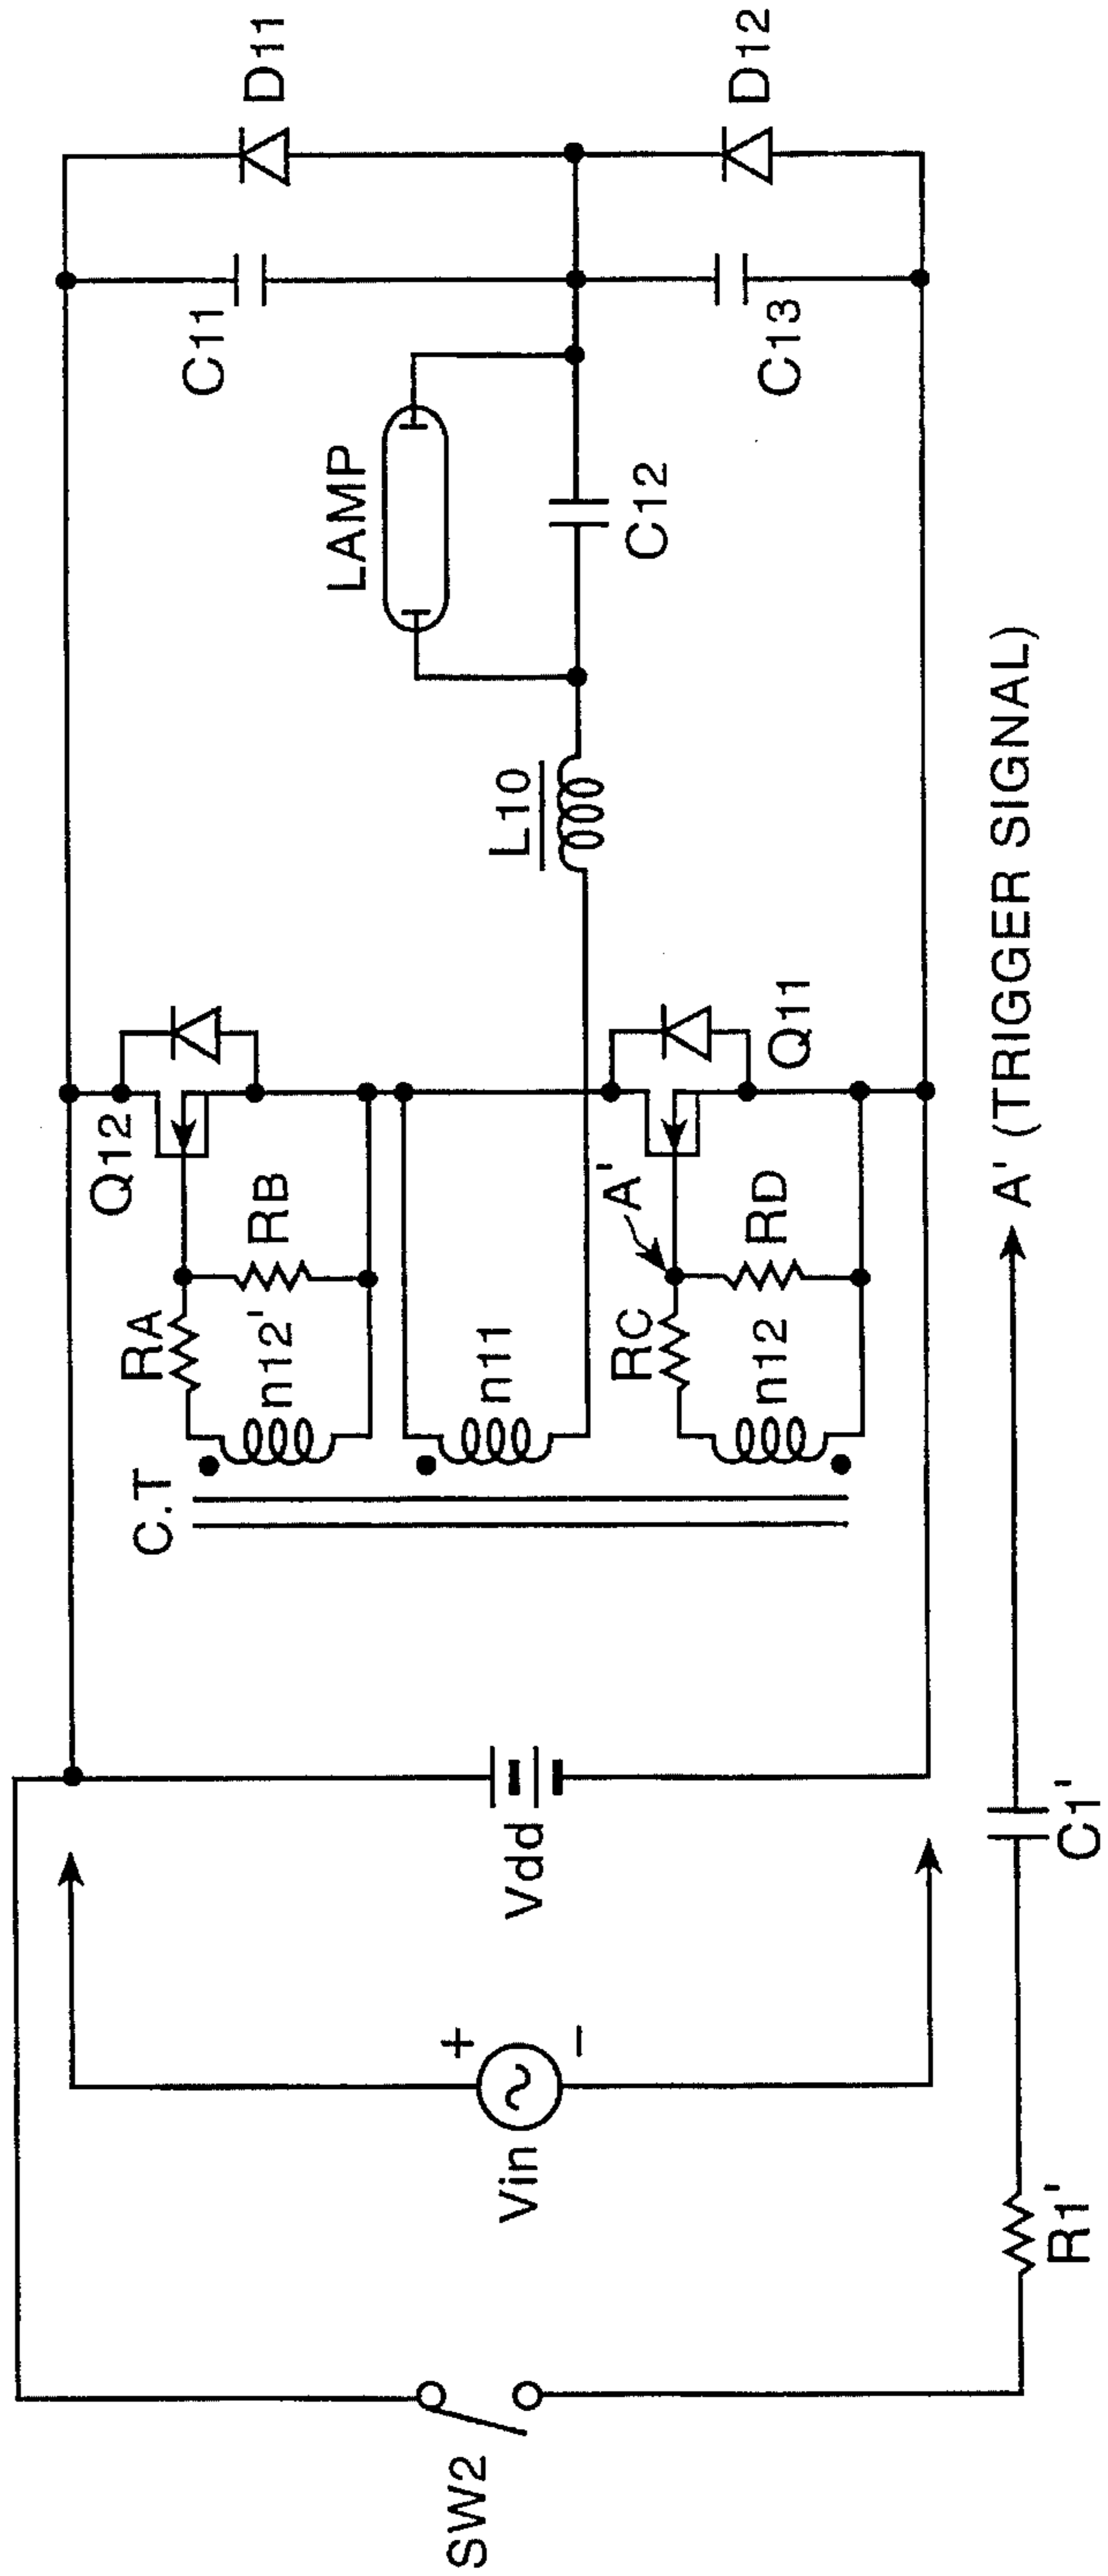 SW2
Vin
+
−
R1'
C1'
Vdd
A' (TRIGGER SIGNAL)
C.T
RA
n12'
RB
Q12
n11
RC
n12
RD
A'
Q11
L10
LAMP
C12
C11
C13
D11
D12